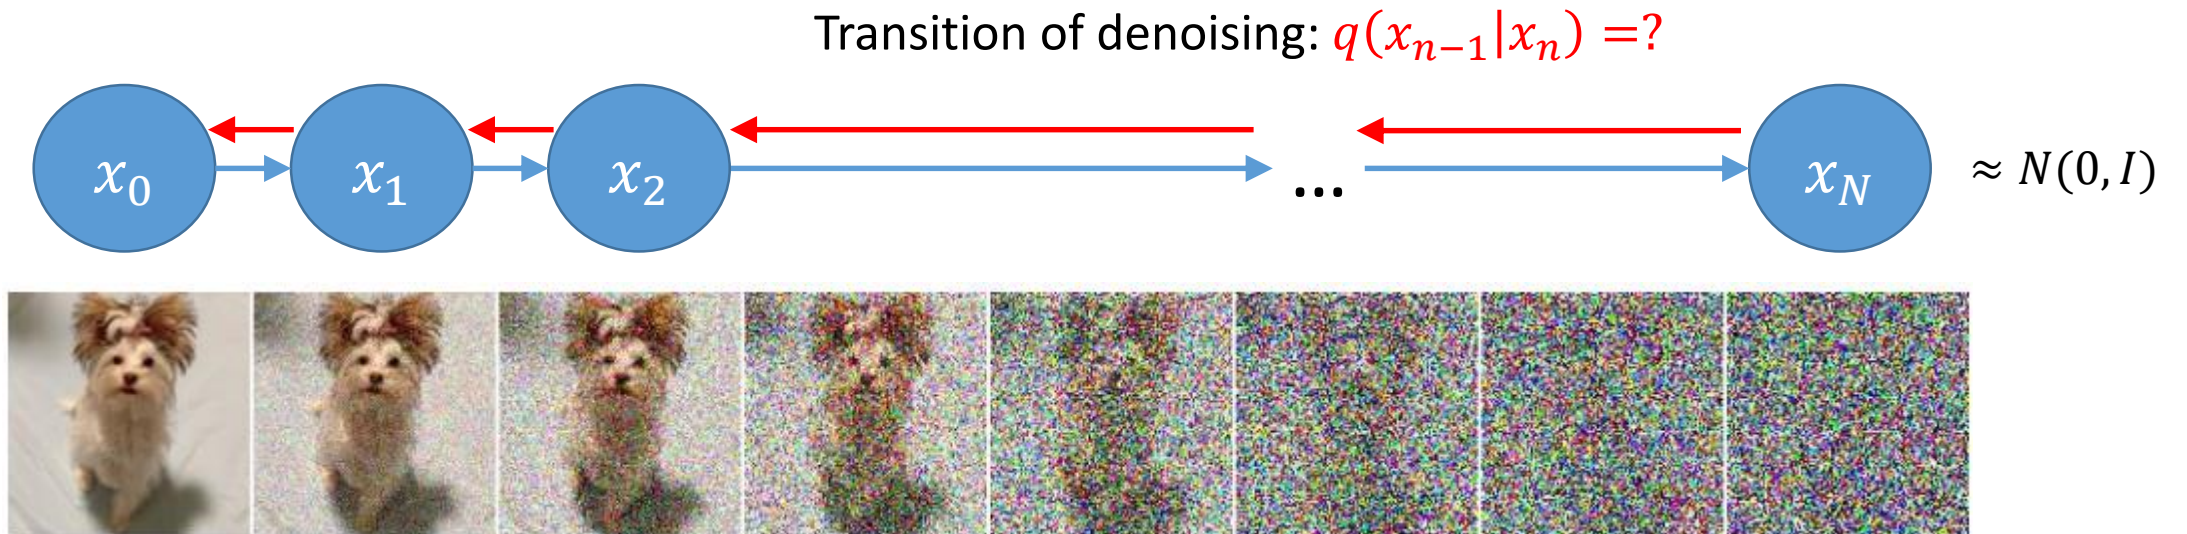 Transition of denoising: q(x_{n-1}|x_n) =?
x_0 x_1 x_2 ... x_N ≈ N(0, I)